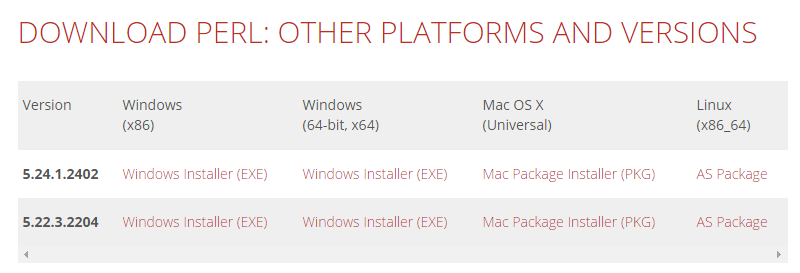 DOWNLOAD PERL: OTHER PLATFORMS AND VERSIONS
Version Windows (x86) Windows (64-bit, x64) Mac OS X (Universal) Linux (x86_64)
5.24.1.2402 Windows Installer (EXE) Windows Installer (EXE) Mac Package Installer (PKG) AS Package
5.22.3.2204 Windows Installer (EXE) Windows Installer (EXE) Mac Package Installer (PKG) AS Package